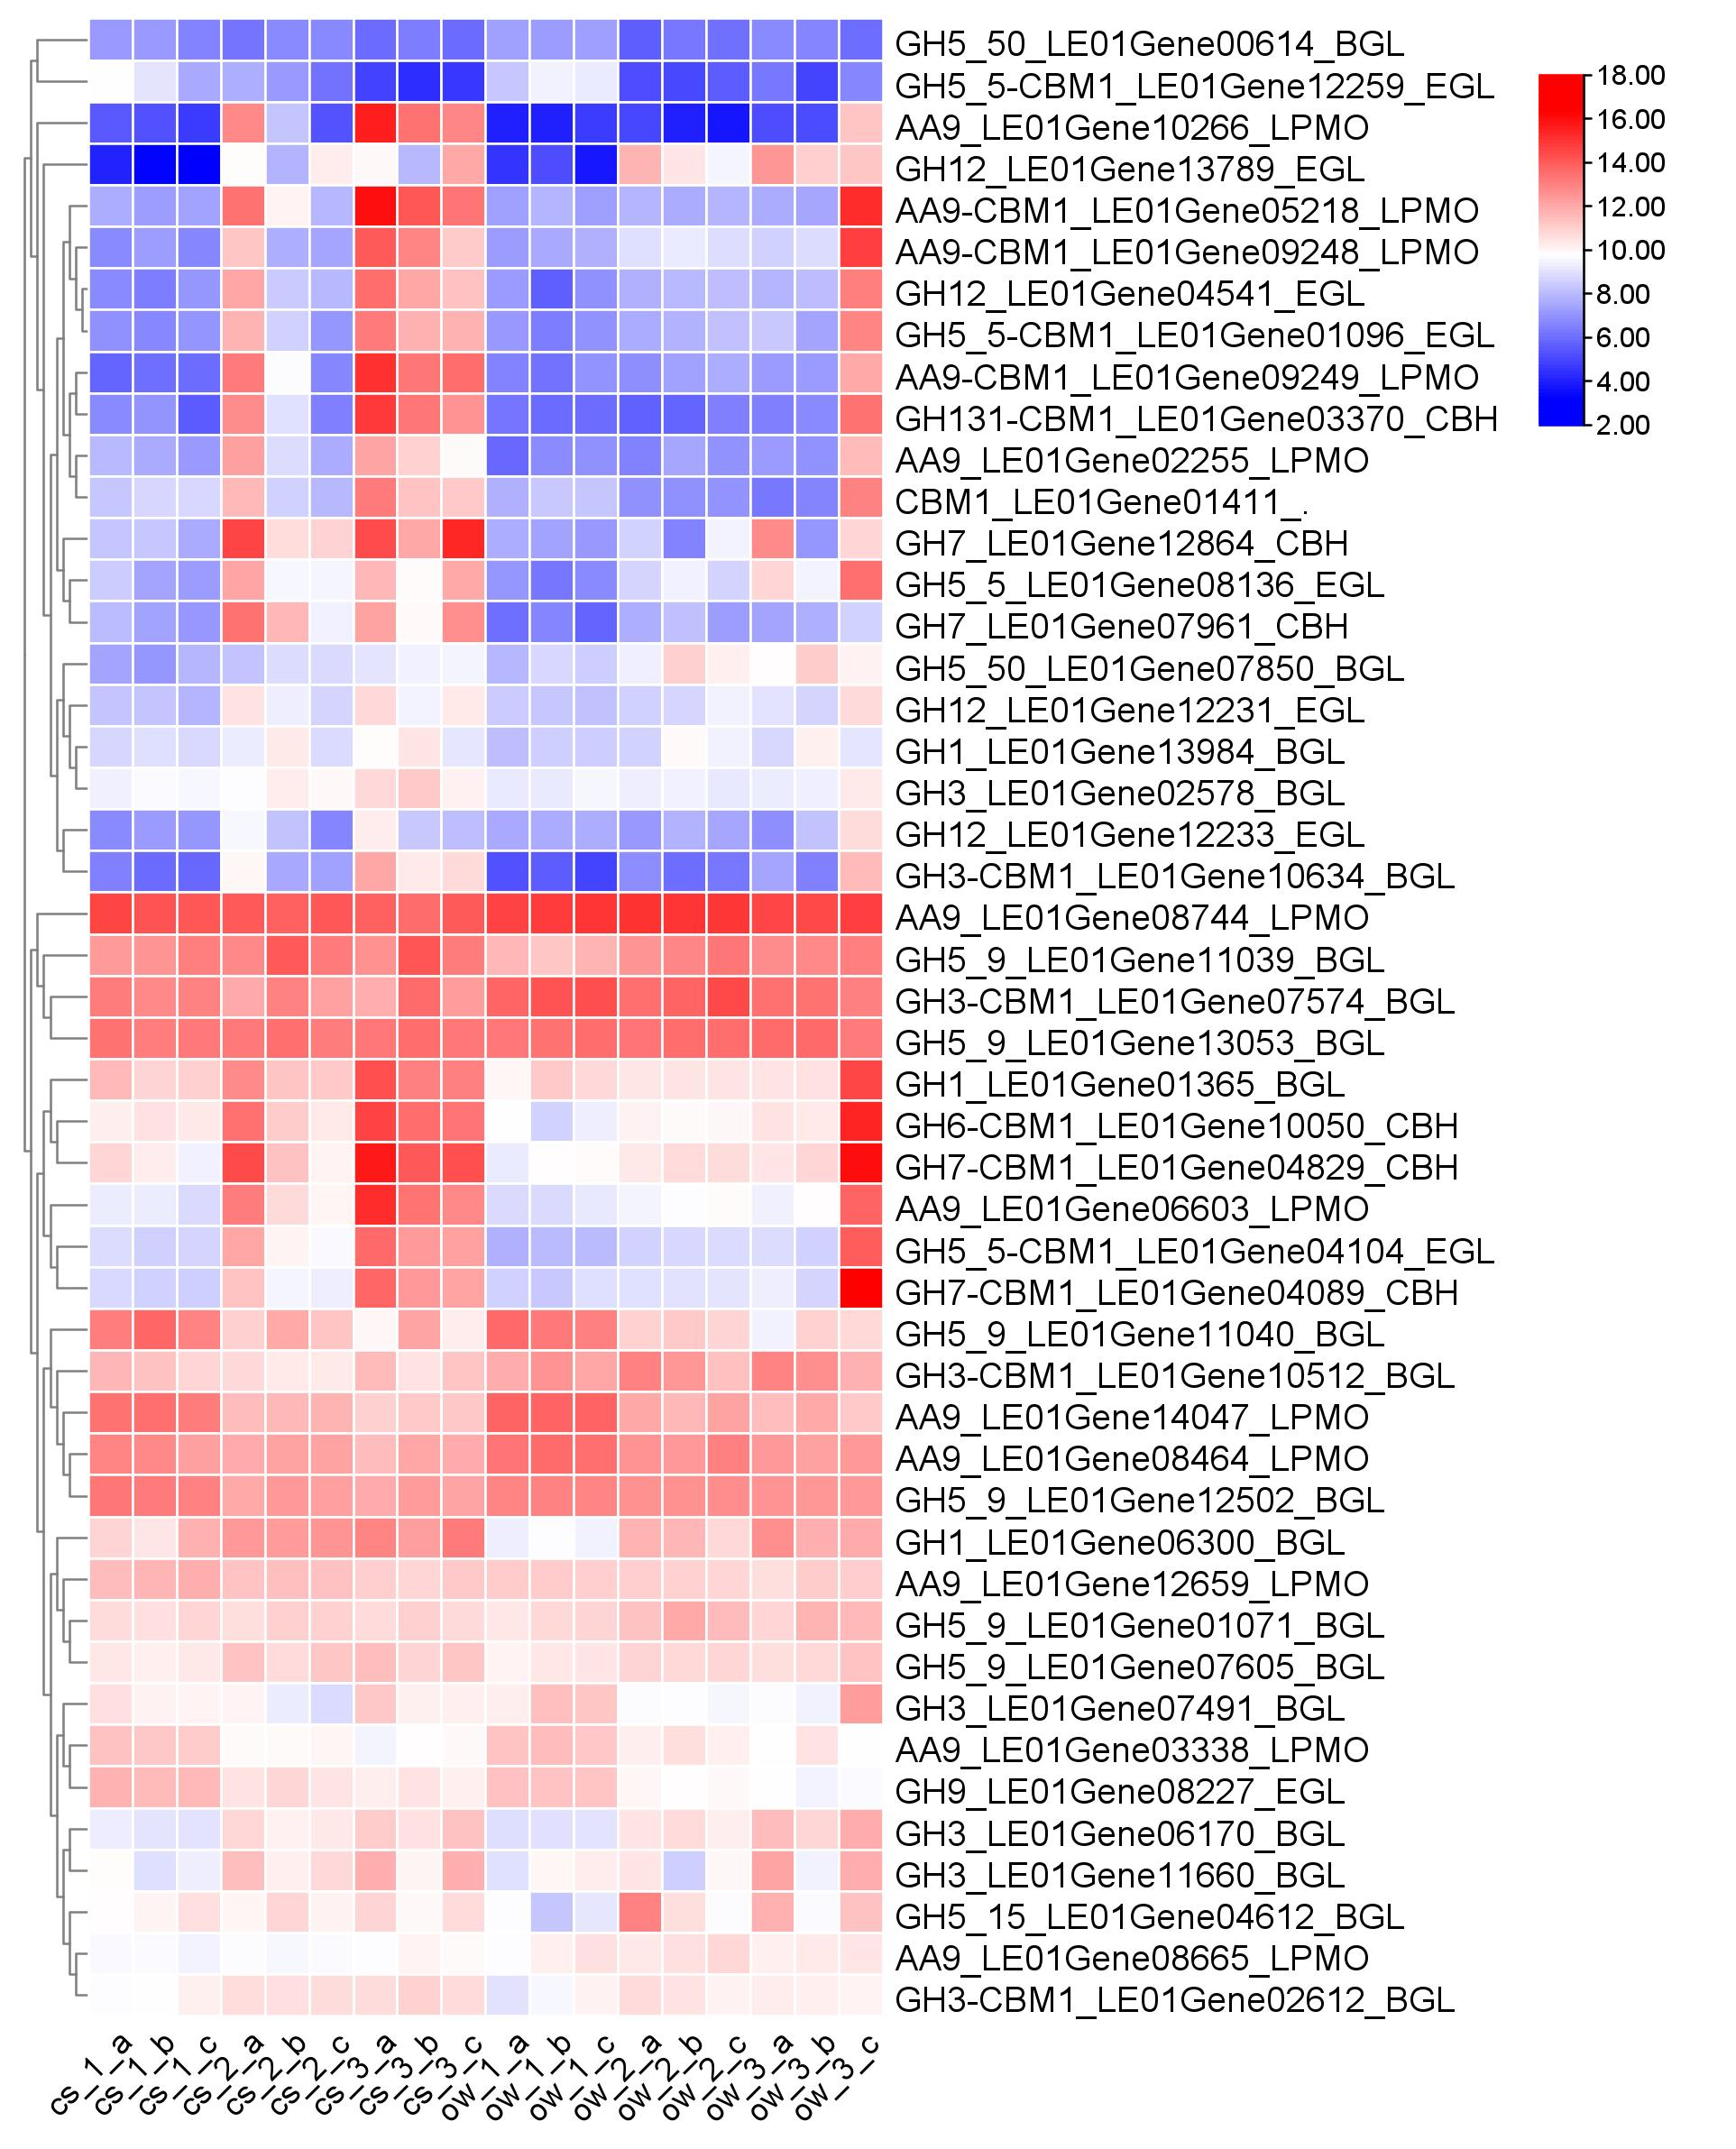 GH5_50_LE01Gene00614_BGL
GH5_5-CBM1_LE01Gene12259_EGL
AA9_LE01Gene10266_LPMO
GH12_LE01Gene13789_EGL
AA9-CBM1_LE01Gene05218_LPMO
AA9-CBM1_LE01Gene09248_LPMO
GH12_LE01Gene04541_EGL
GH5_5-CBM1_LE01Gene01096_EGL
AA9-CBM1_LE01Gene09249_LPMO
GH131-CBM1_LE01Gene03370_CBH
AA9_LE01Gene02255_LPMO
CBM1_LE01Gene01411_.
GH7_LE01Gene12864_CBH
GH5_5_LE01Gene08136_EGL
GH7_LE01Gene07961_CBH
GH5_50_LE01Gene07850_BGL
GH12_LE01Gene12231_EGL
GH1_LE01Gene13984_BGL
GH3_LE01Gene02578_BGL
GH12_LE01Gene12233_EGL
GH3-CBM1_LE01Gene10634_BGL
AA9_LE01Gene08744_LPMO
GH5_9_LE01Gene11039_BGL
GH3-CBM1_LE01Gene07574_BGL
GH5_9_LE01Gene13053_BGL
GH1_LE01Gene01365_BGL
GH6-CBM1_LE01Gene10050_CBH
GH7-CBM1_LE01Gene04829_CBH
AA9_LE01Gene06603_LPMO
GH5_5-CBM1_LE01Gene04104_EGL
GH7-CBM1_LE01Gene04089_CBH
GH5_9_LE01Gene11040_BGL
GH3-CBM1_LE01Gene10512_BGL
AA9_LE01Gene14047_LPMO
AA9_LE01Gene08464_LPMO
GH5_9_LE01Gene12502_BGL
GH1_LE01Gene06300_BGL
AA9_LE01Gene12659_LPMO
GH5_9_LE01Gene01071_BGL
GH5_9_LE01Gene07605_BGL
GH3_LE01Gene07491_BGL
AA9_LE01Gene03338_LPMO
GH9_LE01Gene08227_EGL
GH3_LE01Gene06170_BGL
GH3_LE01Gene11660_BGL
GH5_15_LE01Gene04612_BGL
AA9_LE01Gene08665_LPMO
GH3-CBM1_LE01Gene02612_BGL
18.00
16.00
14.00
12.00
10.00
8.00
6.00
4.00
2.00
cs_1_a
cs_1_b
cs_1_c
cs_2_a
cs_2_b
cs_2_c
cs_3_a
cs_3_b
cs_3_c
ow_1_a
ow_1_b
ow_1_c
ow_2_a
ow_2_b
ow_2_c
ow_3_a
ow_3_b
ow_3_c